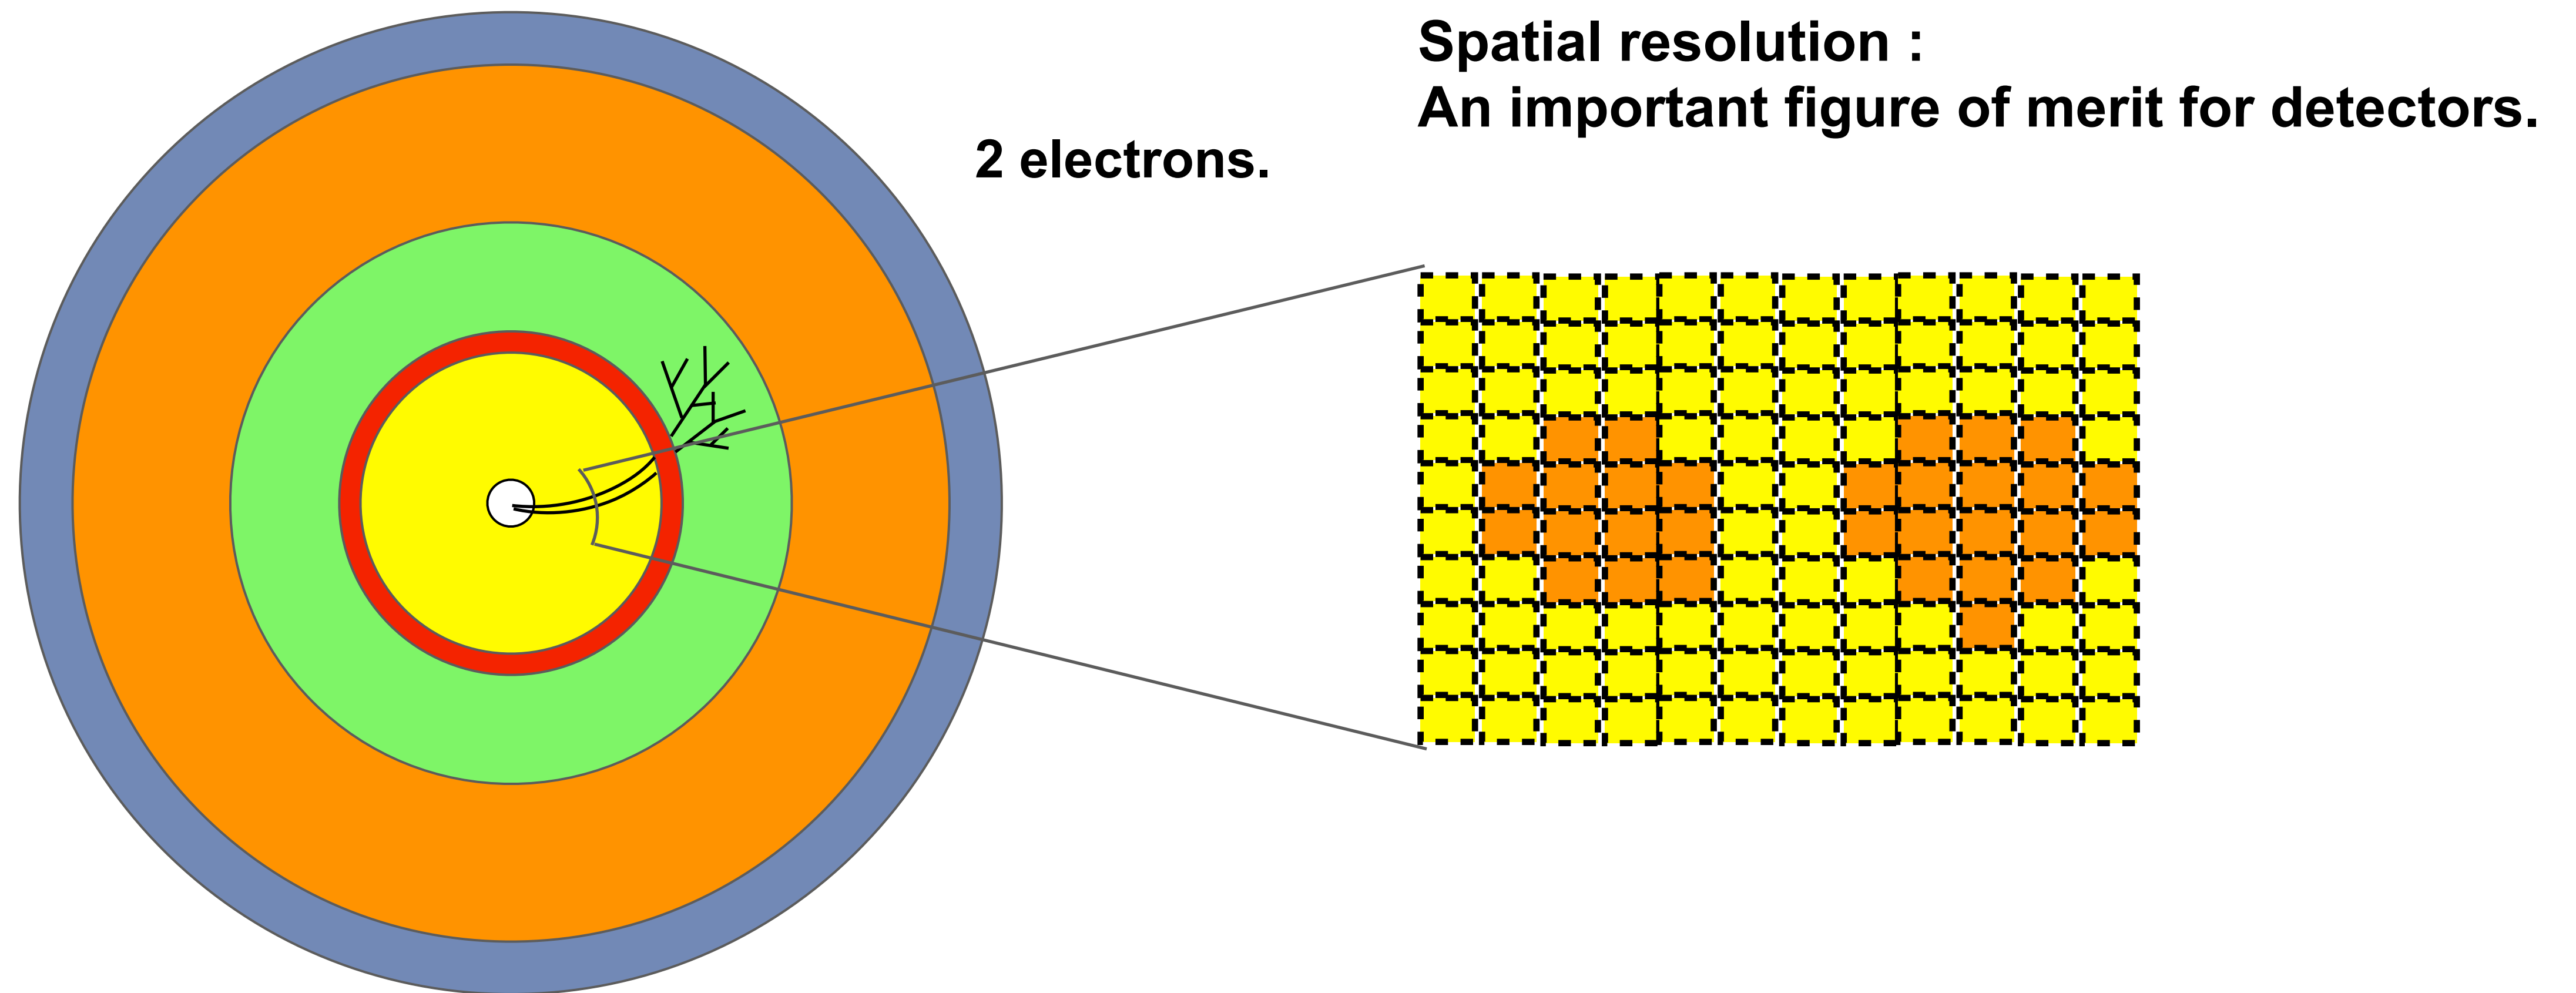 Spatial resolution :
An important figure of merit for detectors.
2 electrons.